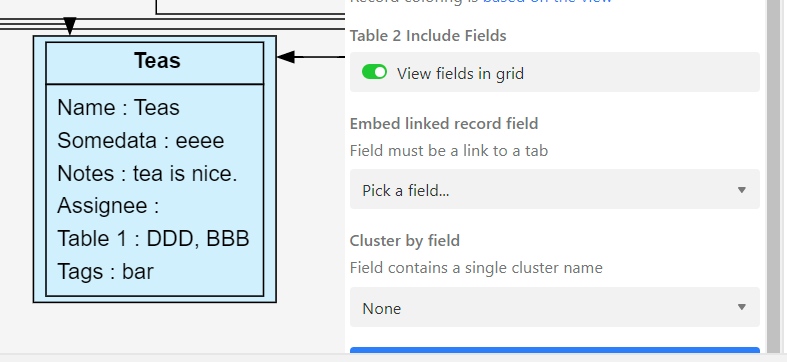 Record coloring is based on the view
Teas
Name : Teas
Somedata : eeee
Notes : tea is nice.
Assignee :
Table 1 : DDD, BBB
Tags : bar
Table 2 Include Fields
View fields in grid
Embed linked record field
Field must be a link to a tab
Pick a field...
Cluster by field
Field contains a single cluster name
None